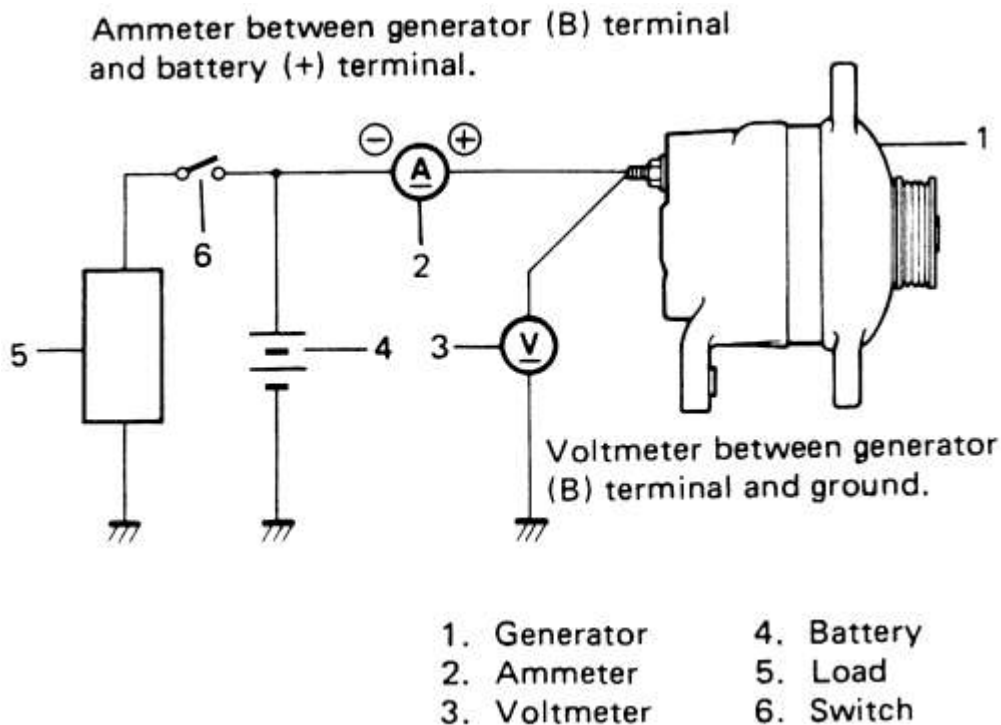 Ammeter between generator (B) terminal
and battery (+) terminal.
− A +
1
6
2
5
4
3
V
Voltmeter between generator
(B) terminal and ground.
1. Generator
2. Ammeter
3. Voltmeter
4. Battery
5. Load
6. Switch